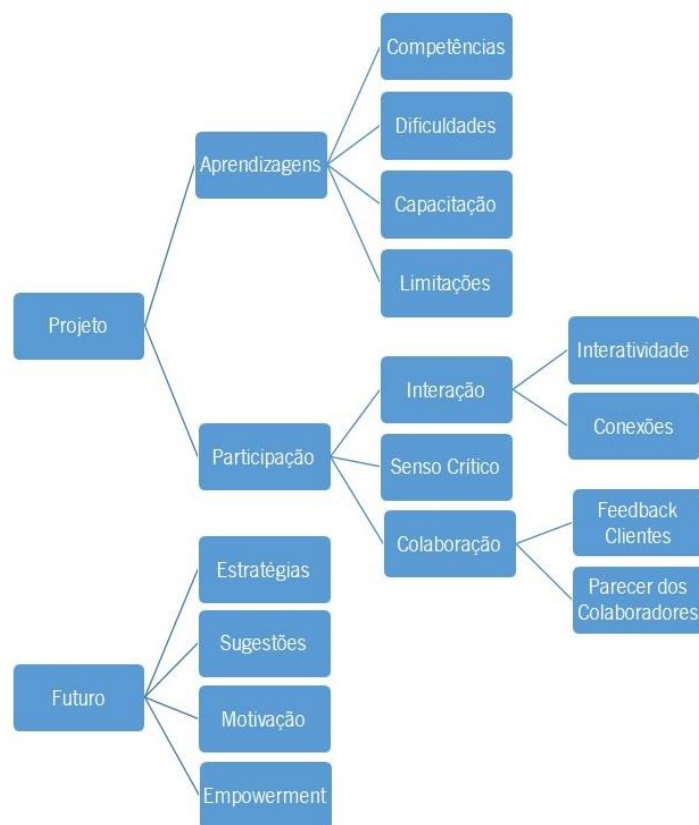 Projeto
Aprendizagens
Competências
Dificuldades
Capacitação
Limitações
Participação
Interação
Interatividade
Conexões
Senso Crítico
Colaboração
Feedback
Clientes
Parecer dos
Colaboradores
Futuro
Estratégias
Sugestões
Motivação
Empowerment